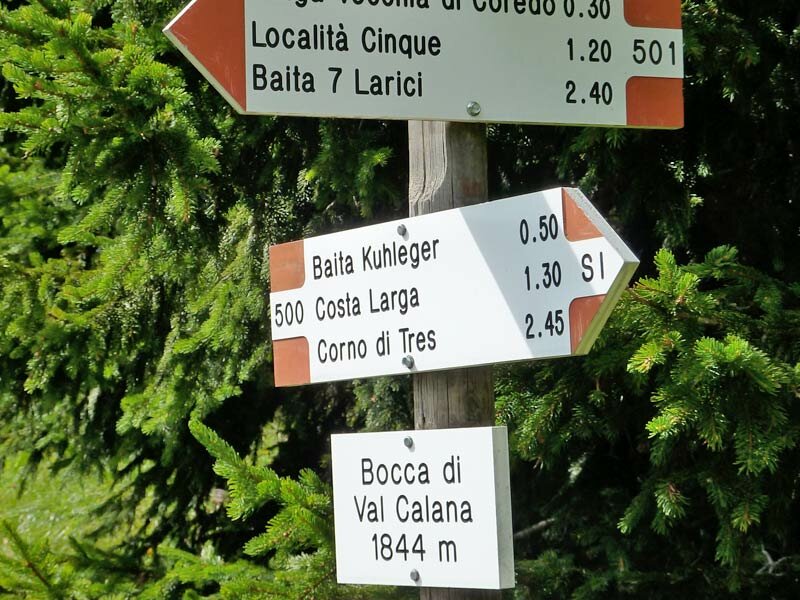 di Coredo 0.30
Località Cinque 1.20 501
Baita 7 Larici 2.40
Baita Kuhleger 0.50
500 Costa Larga 1.30 SI
Corno di Tres 2.45
Bocca di
Val Calana
1844 m